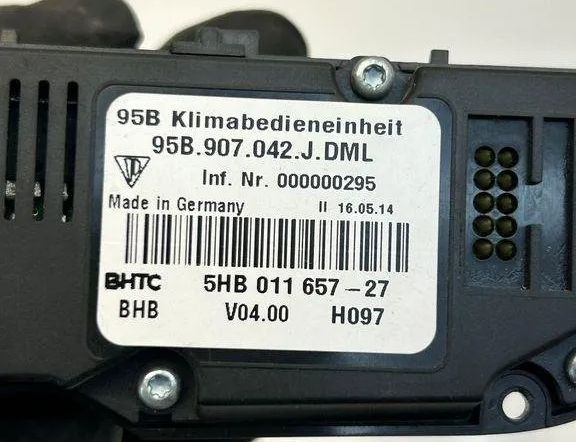 95B Klimabedieneinheit
95B.907.042.J.DML
Inf. Nr. 000000295
Made in Germany II 16.05.14
BHTC 5HB 011 657-27
BHB V04.00 H097